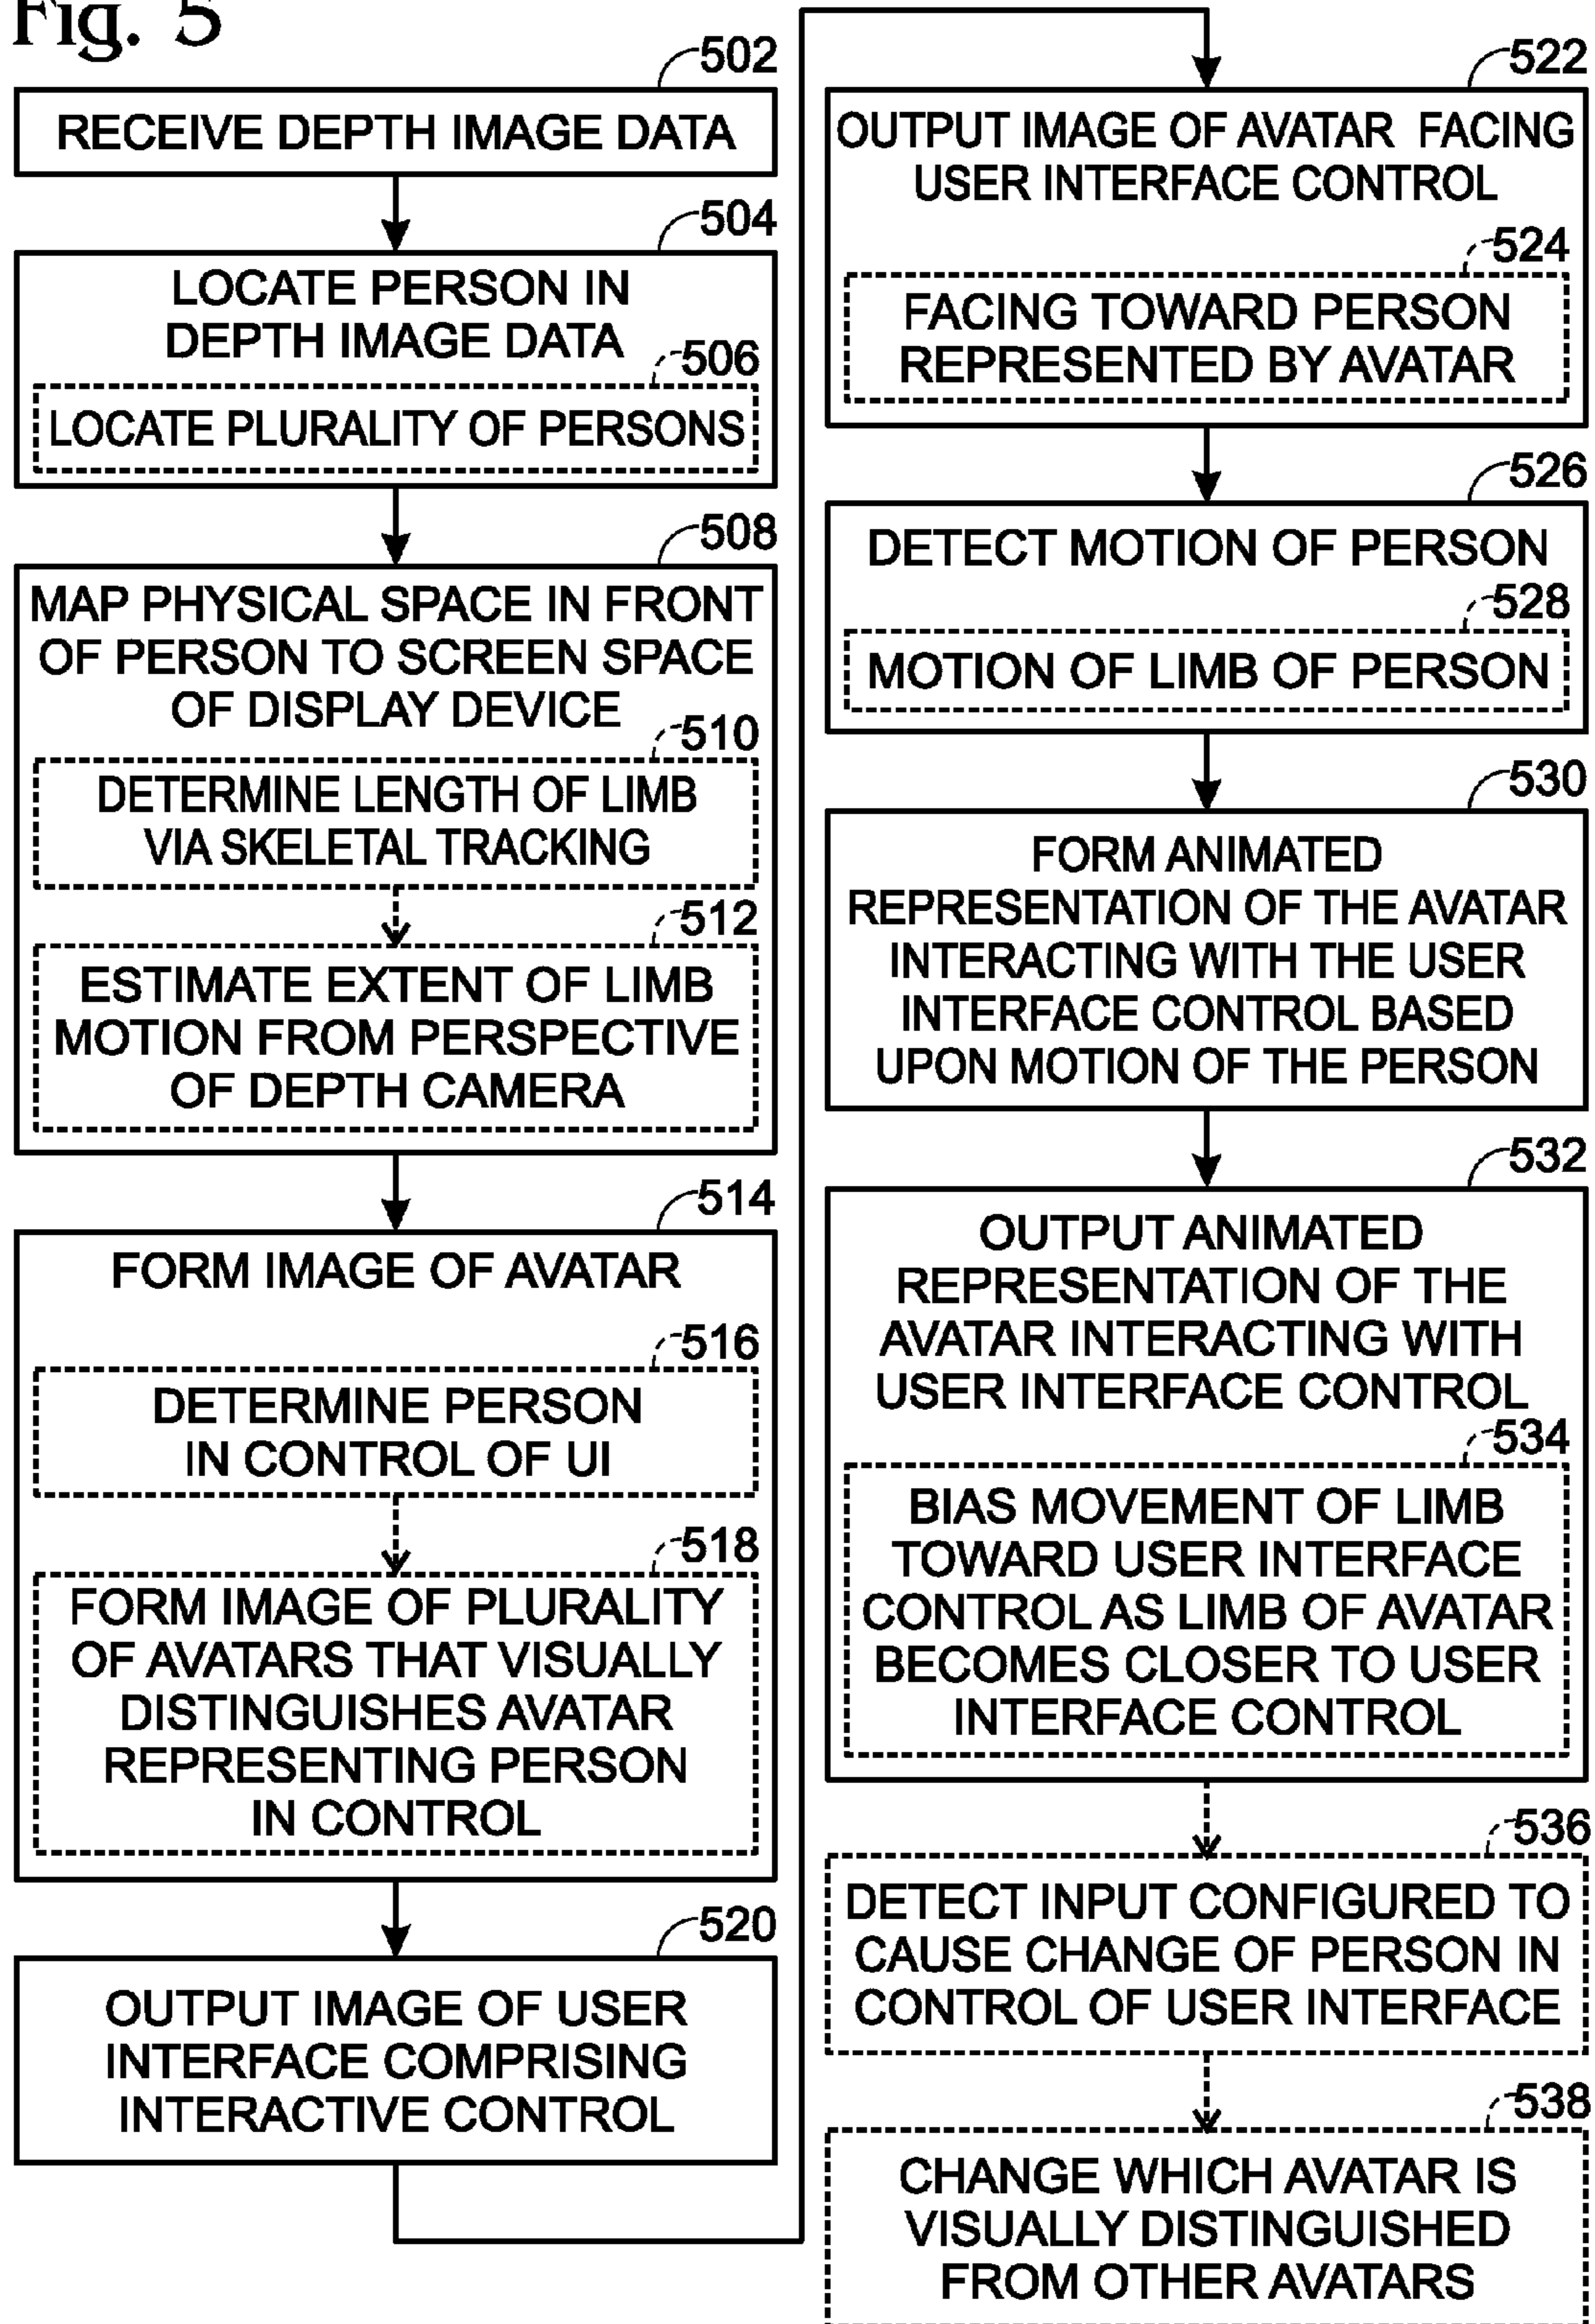 Fig. 5
502
RECEIVE DEPTH IMAGE DATA
504
LOCATE PERSON IN
DEPTH IMAGE DATA
506
LOCATE PLURALITY OF PERSONS
508
MAP PHYSICAL SPACE IN FRONT
OF PERSON TO SCREEN SPACE
OF DISPLAY DEVICE
510
DETERMINE LENGTH OF LIMB
VIA SKELETAL TRACKING
512
ESTIMATE EXTENT OF LIMB
MOTION FROM PERSPECTIVE
OF DEPTH CAMERA
514
FORM IMAGE OF AVATAR
516
DETERMINE PERSON
IN CONTROL OF UI
518
FORM IMAGE OF PLURALITY
OF AVATARS THAT VISUALLY
DISTINGUISHES AVATAR
REPRESENTING PERSON
IN CONTROL
520
OUTPUT IMAGE OF USER
INTERFACE COMPRISING
INTERACTIVE CONTROL
522
OUTPUT IMAGE OF AVATAR FACING
USER INTERFACE CONTROL
524
FACING TOWARD PERSON
REPRESENTED BY AVATAR
526
DETECT MOTION OF PERSON
528
MOTION OF LIMB OF PERSON
530
FORM ANIMATED
REPRESENTATION OF THE AVATAR
INTERACTING WITH THE USER
INTERFACE CONTROL BASED
UPON MOTION OF THE PERSON
532
OUTPUT ANIMATED
REPRESENTATION OF THE
AVATAR INTERACTING WITH
USER INTERFACE CONTROL
534
BIAS MOVEMENT OF LIMB
TOWARD USER INTERFACE
CONTROL AS LIMB OF AVATAR
BECOMES CLOSER TO USER
INTERFACE CONTROL
536
DETECT INPUT CONFIGURED TO
CAUSE CHANGE OF PERSON IN
CONTROL OF USER INTERFACE
538
CHANGE WHICH AVATAR IS
VISUALLY DISTINGUISHED
FROM OTHER AVATARS